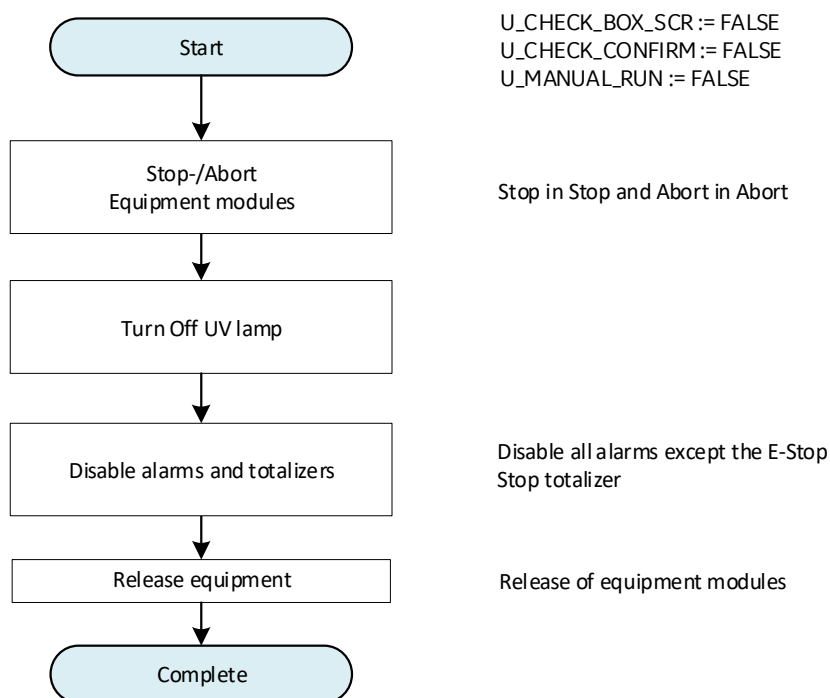 Start
U_CHECK_BOX_SCR := FALSE
U_CHECK_CONFIRM := FALSE
U_MANUAL_RUN := FALSE
Stop-/Abort
Equipment modules
Stop in Stop and Abort in Abort
Turn Off UV lamp
Disable alarms and totalizers
Disable all alarms except the E-Stop
Stop totalizer
Release equipment
Release of equipment modules
Complete